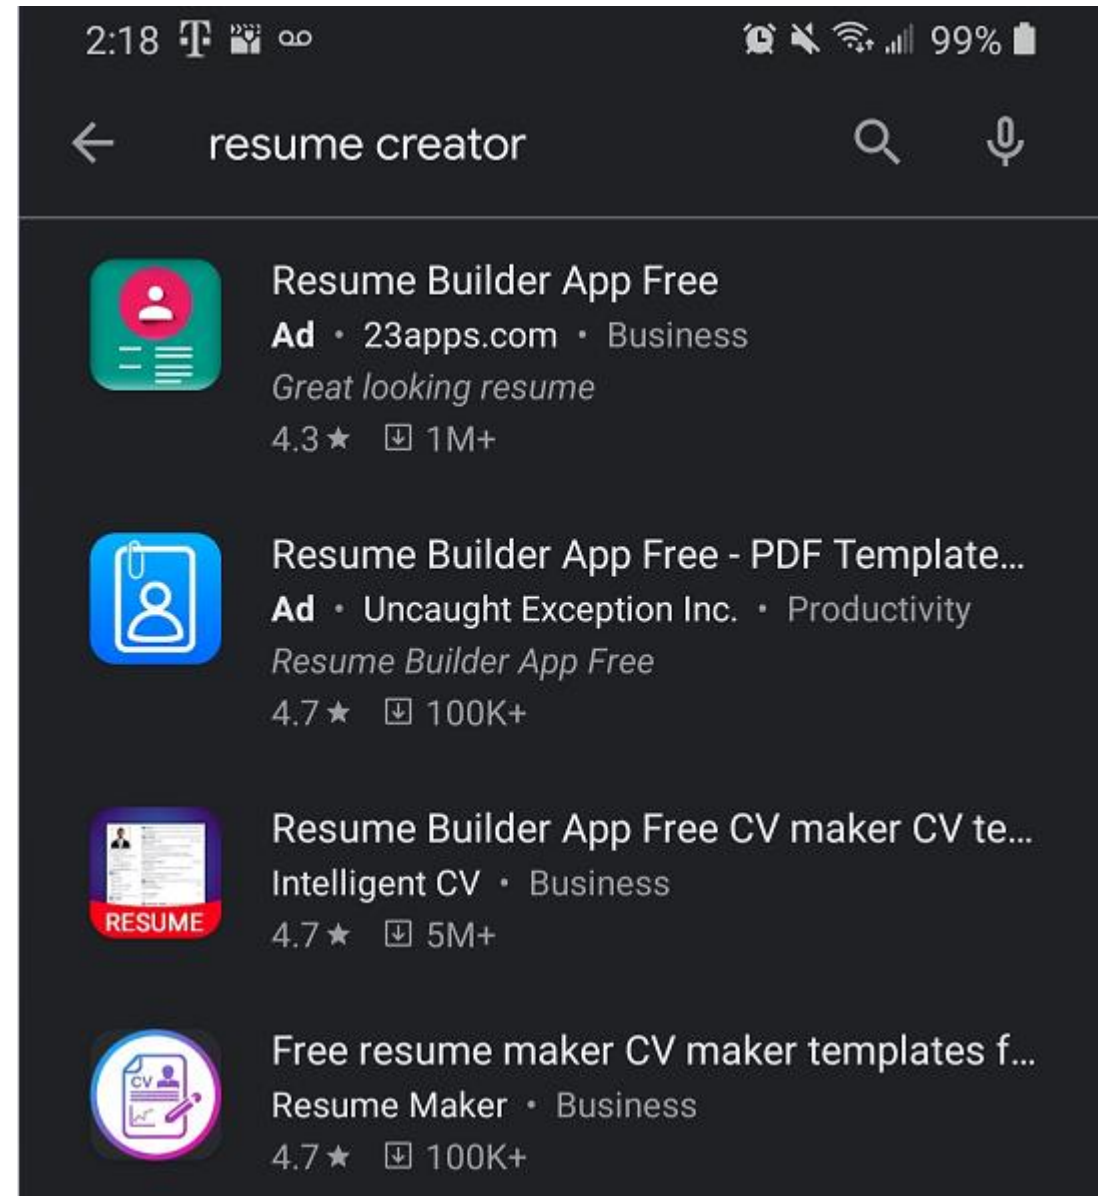 2:18 99%
resume creator
Resume Builder App Free
Ad • 23apps.com • Business
Great looking resume
4.3★ 1M+
Resume Builder App Free - PDF Template...
Ad • Uncaught Exception Inc. • Productivity
Resume Builder App Free
4.7★ 100K+
RESUME
Resume Builder App Free CV maker CV te...
Intelligent CV • Business
4.7★ 5M+
CV
Free resume maker CV maker templates f...
Resume Maker • Business
4.7★ 100K+